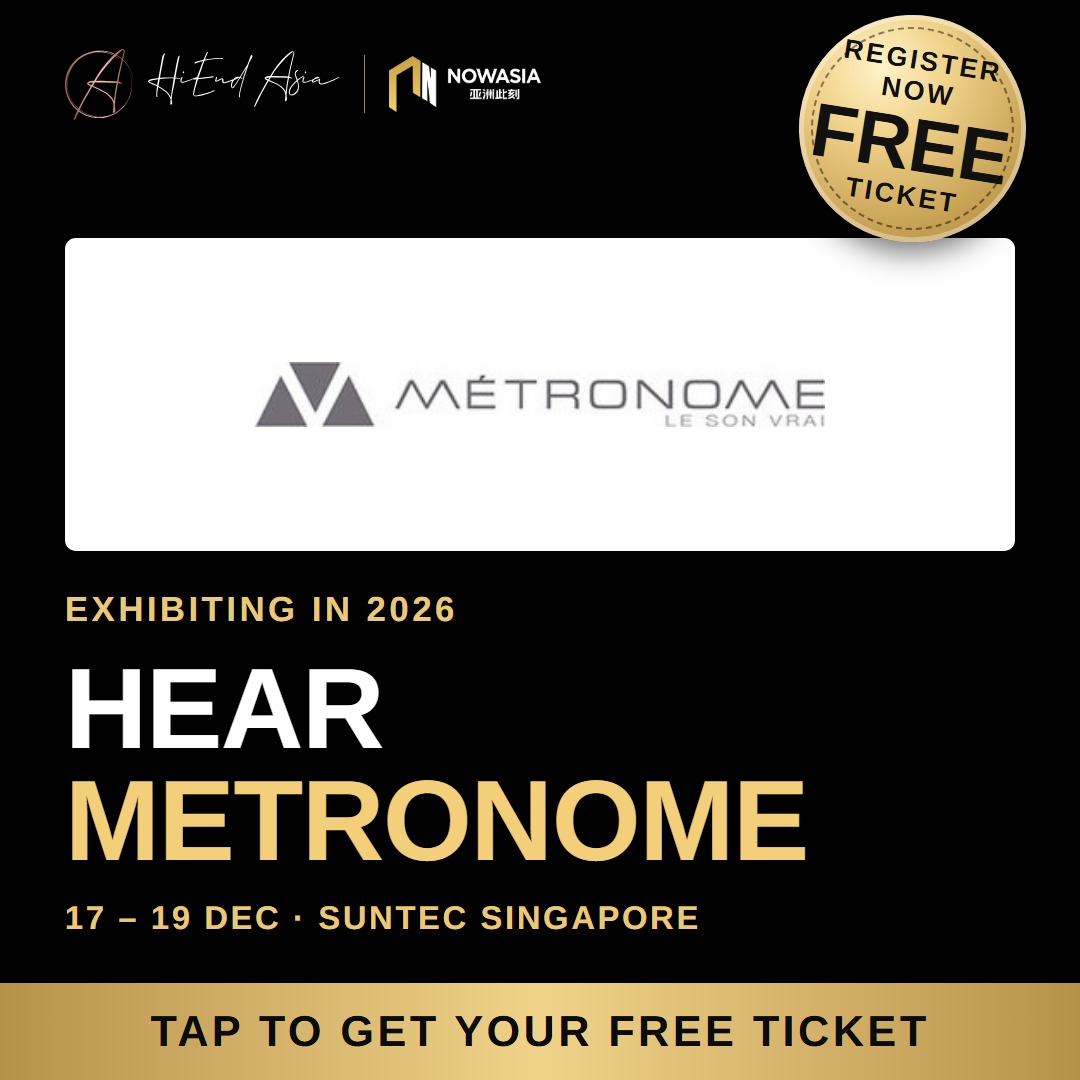 HiEnd Asia
NOWASIA
亚洲此刻
REGISTER
NOW
FREE
TICKET
MÉTRONOME
LE SON VRAI
EXHIBITING IN 2026
HEAR
METRONOME
17 – 19 DEC · SUNTEC SINGAPORE
TAP TO GET YOUR FREE TICKET